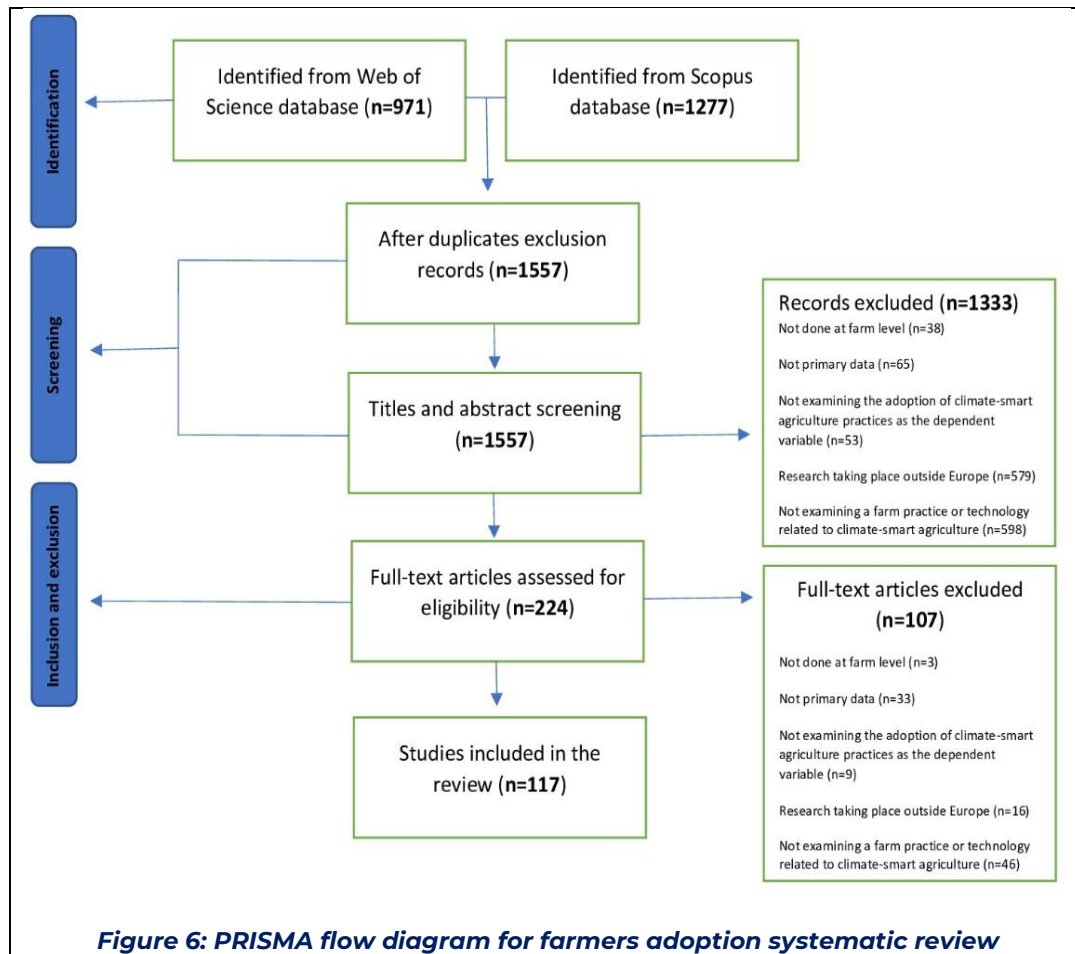 Identification
Identified from Web of
Science database (n=971)
Identified from Scopus
database (n=1277)
Screening
After duplicates exclusion
records (n=1557)
Titles and abstract screening
(n=1557)
Records excluded (n=1333)
Not done at farm level (n=38)
Not primary data (n=65)
Not examining the adoption of climate-smart
agriculture practices as the dependent
variable (n=53)
Research taking place outside Europe (n=579)
Not examining a farm practice or technology
related to climate-smart agriculture (n=598)
Inclusion and exclusion
Full-text articles assessed for
eligibility (n=224)
Full-text articles excluded
(n=107)
Not done at farm level (n=3)
Not primary data (n=33)
Not examining the adoption of climate-smart
agriculture practices as the dependent
variable (n=9)
Research taking place outside Europe (n=16)
Not examining a farm practice or technology
related to climate-smart agriculture (n=46)
Studies included in the
review (n=117)
Figure 6: PRISMA flow diagram for farmers adoption systematic review